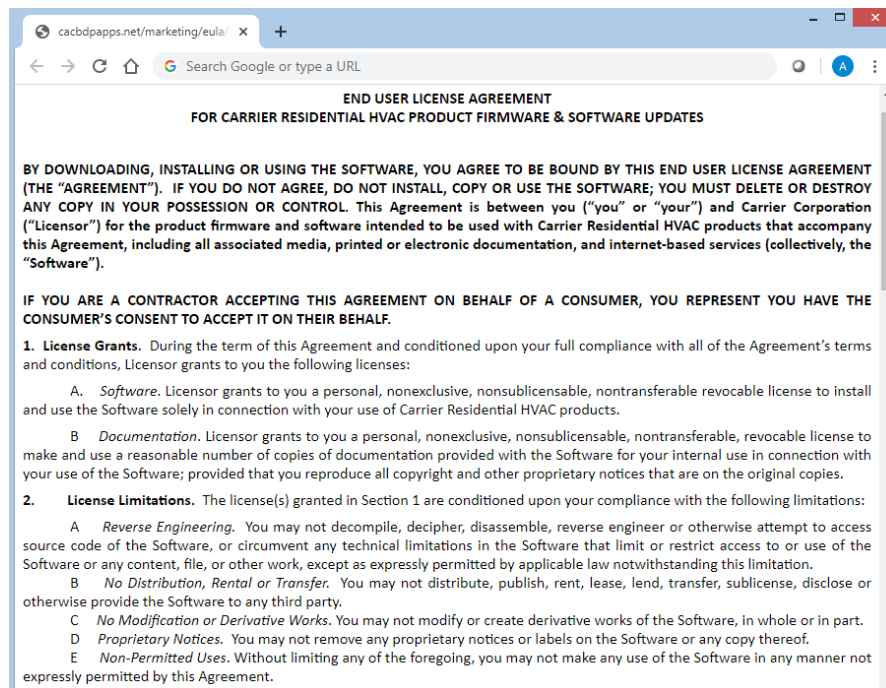 cacbdpapps.net/marketing/eula/
Search Google or type a URL
A
END USER LICENSE AGREEMENT
FOR CARRIER RESIDENTIAL HVAC PRODUCT FIRMWARE & SOFTWARE UPDATES
BY DOWNLOADING, INSTALLING OR USING THE SOFTWARE, YOU AGREE TO BE BOUND BY THIS END USER LICENSE AGREEMENT
(THE “AGREEMENT”). IF YOU DO NOT AGREE, DO NOT INSTALL, COPY OR USE THE SOFTWARE; YOU MUST DELETE OR DESTROY
ANY COPY IN YOUR POSSESSION OR CONTROL. This Agreement is between you (“you” or “your”) and Carrier Corporation
(“Licensor”) for the product firmware and software intended to be used with Carrier Residential HVAC products that accompany
this Agreement, including all associated media, printed or electronic documentation, and internet-based services (collectively, the
“Software”).
IF YOU ARE A CONTRACTOR ACCEPTING THIS AGREEMENT ON BEHALF OF A CONSUMER, YOU REPRESENT YOU HAVE THE
CONSUMER’S CONSENT TO ACCEPT IT ON THEIR BEHALF.
1. License Grants. During the term of this Agreement and conditioned upon your full compliance with all of the Agreement’s terms
and conditions, Licensor grants to you the following licenses:
A. Software. Licensor grants to you a personal, nonexclusive, nonsublicensable, nontransferable revocable license to install
and use the Software solely in connection with your use of Carrier Residential HVAC products.
B Documentation. Licensor grants to you a personal, nonexclusive, nonsublicensable, nontransferable, revocable license to
make and use a reasonable number of copies of documentation provided with the Software for your internal use in connection with
your use of the Software; provided that you reproduce all copyright and other proprietary notices that are on the original copies.
2. License Limitations. The license(s) granted in Section 1 are conditioned upon your compliance with the following limitations:
A Reverse Engineering. You may not decompile, decipher, disassemble, reverse engineer or otherwise attempt to access
source code of the Software, or circumvent any technical limitations in the Software that limit or restrict access to or use of the
Software or any content, file, or other work, except as expressly permitted by applicable law notwithstanding this limitation.
B No Distribution, Rental or Transfer. You may not distribute, publish, rent, lease, lend, transfer, sublicense, disclose or
otherwise provide the Software to any third party.
C No Modification or Derivative Works. You may not modify or create derivative works of the Software, in whole or in part.
D Proprietary Notices. You may not remove any proprietary notices or labels on the Software or any copy thereof.
E Non-Permitted Uses. Without limiting any of the foregoing, you may not make any use of the Software in any manner not
expressly permitted by this Agreement.